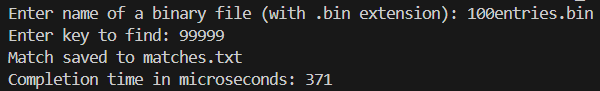 Enter name of a binary file (with .bin extension): 100entries.bin
Enter key to find: 99999
Match saved to matches.txt
Completion time in microseconds: 371